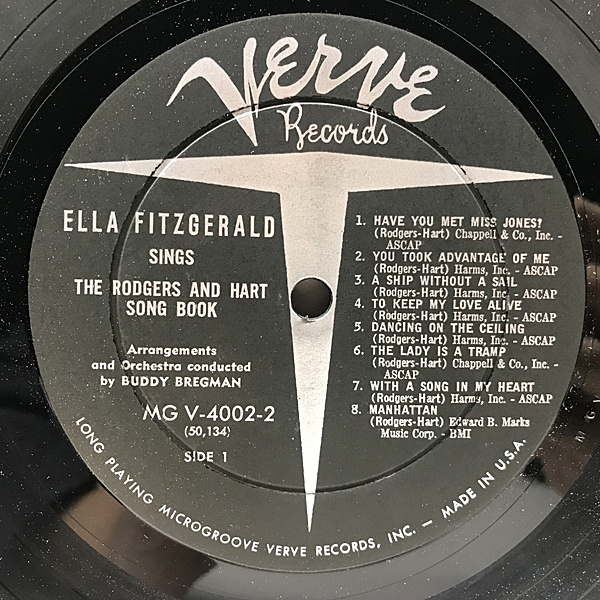 Verve
Records
ELLA FITZGERALD
SINGS
THE RODGERS AND HART
SONG BOOK
Arrangements
and Orchestra conducted
by BUDDY BREGMAN
MG V-4002-2
(50,134)
SIDE 1
1. HAVE YOU MET MISS JONES?
(Rodgers-Hart) Chappell & Co., Inc. -
ASCAP
2. YOU TOOK ADVANTAGE OF ME
(Rodgers-Hart) Harms, Inc. - ASCAP
3. A SHIP WITHOUT A SAIL
(Rodgers-Hart) Harms, Inc. - ASCAP
4. TO KEEP MY LOVE ALIVE
(Rodgers-Hart) Harms, Inc. - ASCAP
5. DANCING ON THE CEILING
(Rodgers-Hart) Harms, Inc. - ASCAP
6. THE LADY IS A TRAMP
(Rodgers-Hart) Chappell & Co., Inc. -
ASCAP
7. WITH A SONG IN MY HEART
(Rodgers-Hart) Harms, Inc. - ASCAP
8. MANHATTAN
(Rodgers-Hart) Edward B. Marks
Music Corp. - BMI
LONG PLAYING MICROGROOVE VERVE RECORDS, INC. — MADE IN U.S.A.